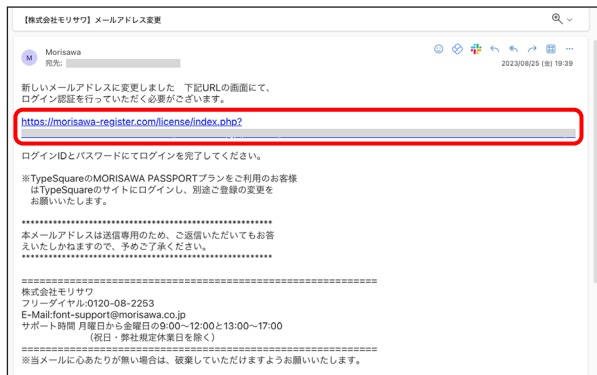 【株式会社モリサワ】メールアドレス変更
M
Morisawa
宛先:
2023/08/25 (金) 19:39
新しいメールアドレスに変更しました　下記URLの画面にて、
ログイン認証を行っていただく必要がございます。
https://morisawa-register.com/license/index.php?
ログインIDとパスワードにてログインを完了してください。
※TypeSquareのMORISAWA PASSPORTプランをご利用のお客様
はTypeSquareのサイトにログインし、別途ご登録の変更を
お願いいたします。
********************************************************
本メールアドレスは送信専用のため、ご返信いただいてもお答
えいたしかねますので、予めご了承ください。
********************************************************
============================================================
株式会社モリサワ
フリーダイヤル:0120-08-2253
E-Mail:font-support@morisawa.co.jp
サポート時間 月曜日から金曜日の9:00〜12:00と13:00〜17:00
（祝日・弊社規定休業日を除く）
============================================================
※当メールに心あたりが無い場合は、破棄していただけますようお願いいたします。